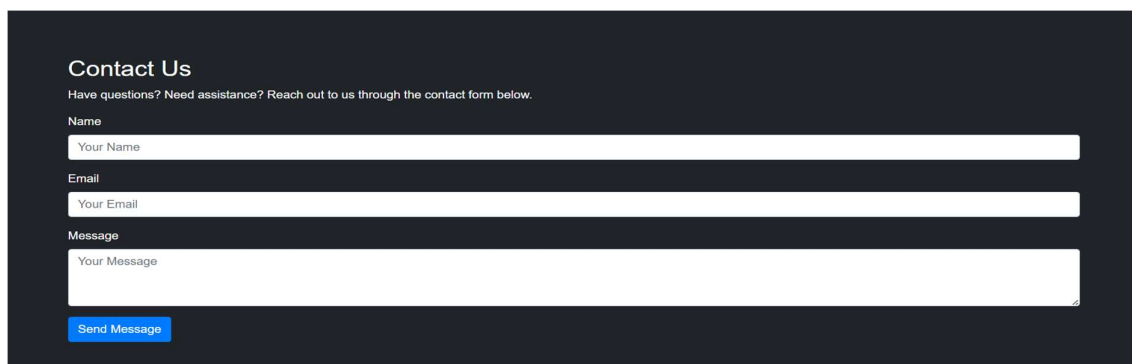 Contact Us
Have questions? Need assistance? Reach out to us through the contact form below.
Name
Your Name
Email
Your Email
Message
Your Message
Send Message